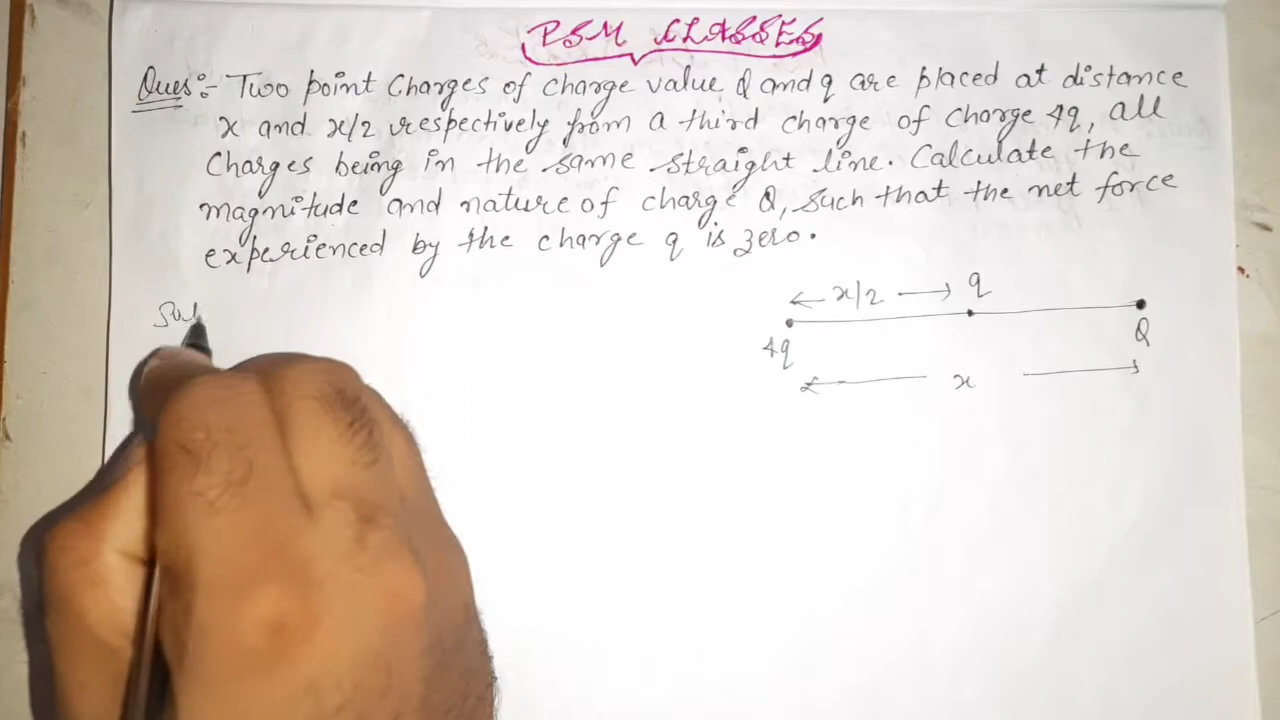 PSM CLASSES
Ques:- Two point Charges of charge value Q and q are placed at distance
x and x/2 respectively from a third charge of charge 4q, all
Charges being in the same straight line. Calculate the
magnitude and nature of charge Q, such that the net force
experienced by the charge q is zero.
x/2 q
4q Q
x
Sol